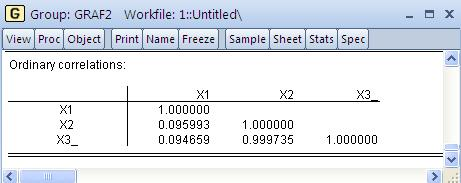 G Group: GRAF2 Workfile: 1::Untitled\
View Proc Object Print Name Freeze Sample Sheet Stats Spec
Ordinary correlations:
X1 X2 X3_
X1 1.000000
X2 0.095993 1.000000
X3_ 0.094659 0.999735 1.000000